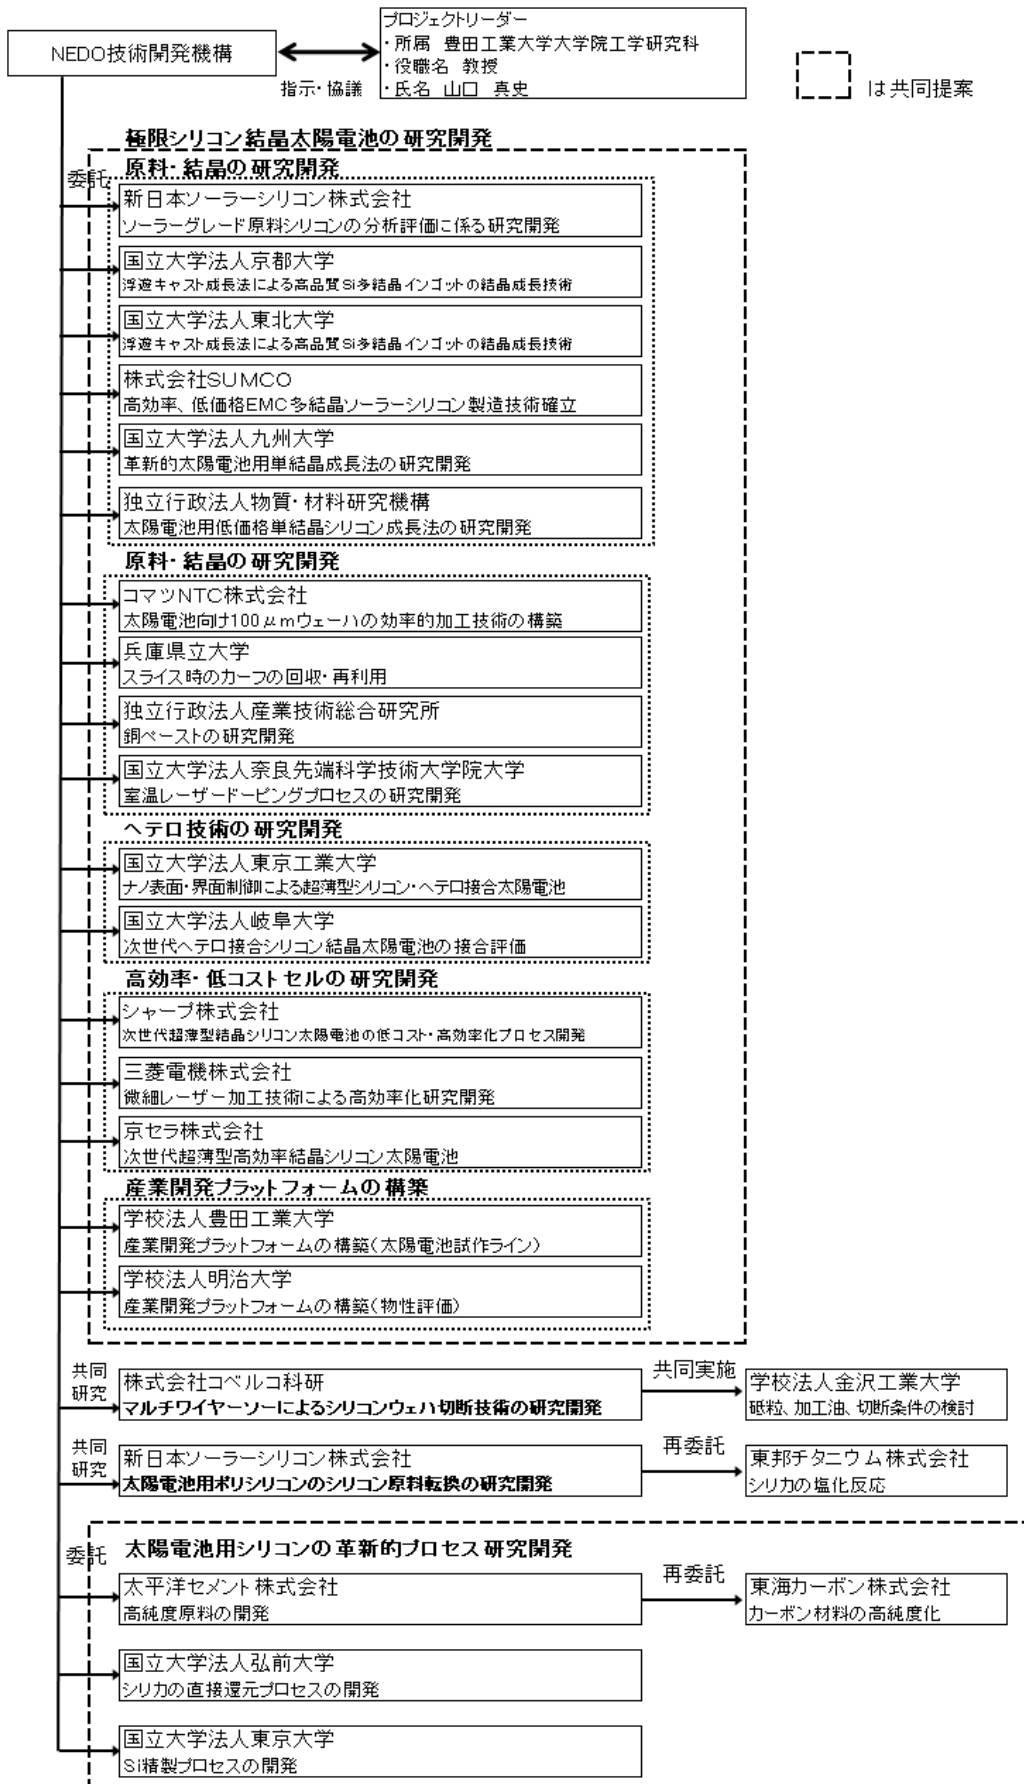 NEDO技術開発機構
プロジェクトリーダー
・所属 豊田工業大学大学院工学研究科
・役職名 教授
・氏名 山口 真史
指示・協議
は共同提案
極限シリコン結晶太陽電池の研究開発
原料・結晶の研究開発
委託
新日本ソーラーシリコン株式会社
ソーラーグレード原料シリコンの分析評価に係る研究開発
国立大学法人京都大学
浮遊キャスト成長法による高品質Si多結晶インゴットの結晶成長技術
国立大学法人東北大学
浮遊キャスト成長法による高品質Si多結晶インゴットの結晶成長技術
株式会社SUMCO
高効率、低価格EMC多結晶ソーラーシリコン製造技術確立
国立大学法人九州大学
革新的太陽電池用単結晶成長法の研究開発
独立行政法人物質・材料研究機構
太陽電池用低価格単結晶シリコン成長法の研究開発
原料・結晶の研究開発
コマツNTC株式会社
太陽電池向け100μmウェーハの効率的加工技術の構築
兵庫県立大学
スライス時のカーフの回収・再利用
独立行政法人産業技術総合研究所
銅ペーストの研究開発
国立大学法人奈良先端科学技術大学院大学
室温レーザードーピングプロセスの研究開発
ヘテロ技術の研究開発
国立大学法人東京工業大学
ナノ表面・界面制御による超薄型シリコン・ヘテロ接合太陽電池
国立大学法人岐阜大学
次世代ヘテロ接合シリコン結晶太陽電池の接合評価
高効率・低コストセルの研究開発
シャープ株式会社
次世代超薄型結晶シリコン太陽電池の低コスト・高効率化プロセス開発
三菱電機株式会社
微細レーザー加工技術による高効率化研究開発
京セラ株式会社
次世代超薄型高効率結晶シリコン太陽電池
産業開発プラットフォームの構築
学校法人豊田工業大学
産業開発プラットフォームの構築(太陽電池試作ライン)
学校法人明治大学
産業開発プラットフォームの構築(物性評価)
共同
研究
株式会社コベルコ科研
マルチワイヤーソーによるシリコンウェハ切断技術の研究開発
共同実施
学校法人金沢工業大学
砥粒、加工油、切断条件の検討
共同
研究
新日本ソーラーシリコン株式会社
太陽電池用ポリシリコンのシリコン原料転換の研究開発
再委託
東邦チタニウム株式会社
シリカの塩化反応
委託
太陽電池用シリコンの革新的プロセス研究開発
太平洋セメント株式会社
高純度原料の開発
再委託
東海カーボン株式会社
カーボン材料の高純度化
国立大学法人弘前大学
シリカの直接還元プロセスの開発
国立大学法人東京大学
Si精製プロセスの開発